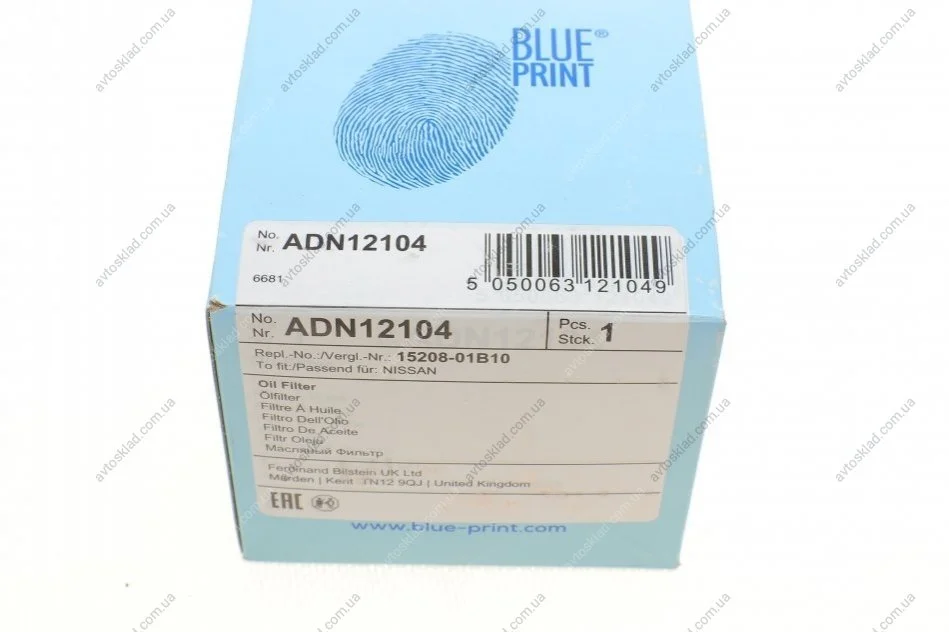 BLUE®
PRINT
No.
Nr. ADN12104
6681
5 050063 121049
No.
Nr. ADN12104
Pcs.
Stck. 1
Repl.-No.:/Vergl.-Nr.: 15208-01B10
To fit:/Passend für: NISSAN
Oil Filter
Ölfilter
Filtre À Huile
Filtro Dell'Olio
Filtro De Aceite
Filtr Oleju
Масляный Фильтр
Ferdinand Bilstein UK Ltd
Marden | Kent TN12 9QJ | United Kingdom
EAC
www.blue-print.com
avtosklad.com.ua